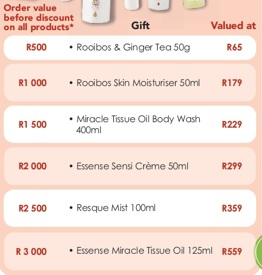 Order value
before discount
on all products*
Gift
Valued at
R500 • Rooibos & Ginger Tea 50g R65
R1 000 • Rooibos Skin Moisturiser 50ml R179
R1 500 • Miracle Tissue Oil Body Wash 400ml R229
R2 000 • Essense Sensi Crème 50ml R299
R2 500 • Resque Mist 100ml R359
R 3 000 • Essense Miracle Tissue Oil 125ml R559